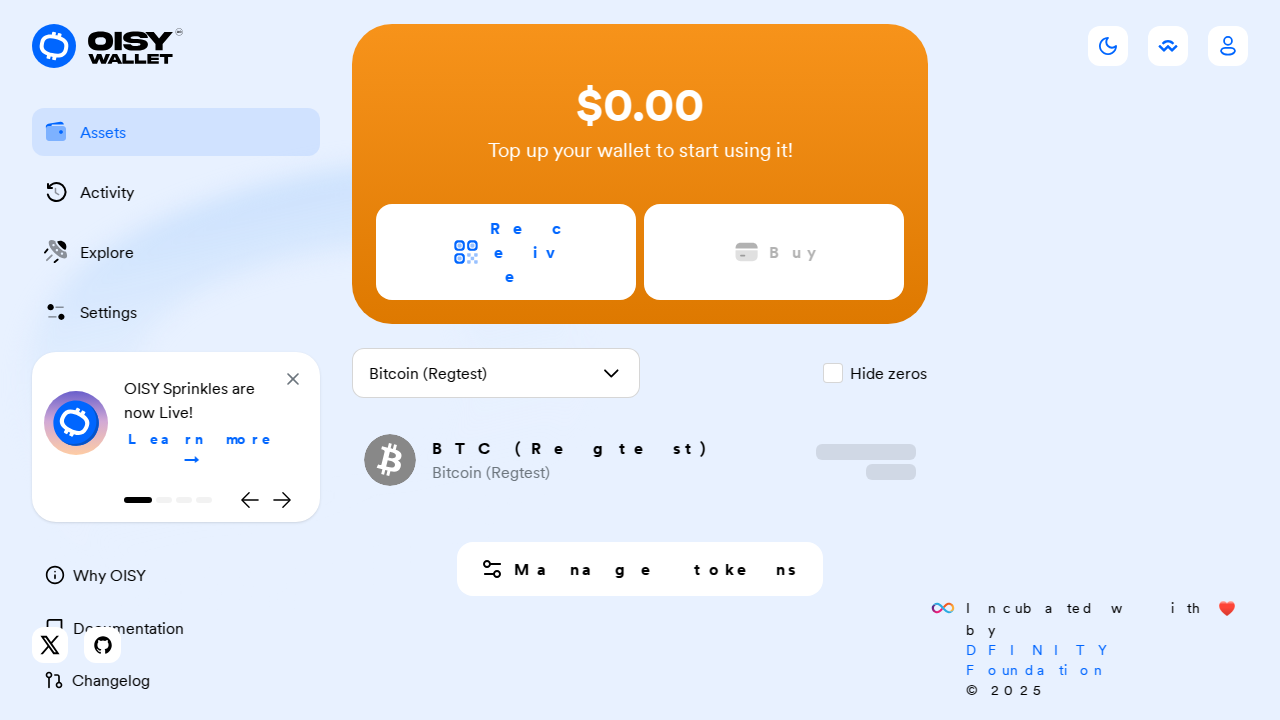 OISY
WALLET
Assets
Activity
Explore
Settings
OISY Sprinkles are
now Live!
Learn more
→
Why OISY
Documentation
Changelog
$0.00
Top up your wallet to start using it!
Receive
Buy
Bitcoin (Regtest)
Hide zeros
BTC (Regtest)
Bitcoin (Regtest)
Manage tokens
Incubated with ❤️
by
DFINITY
Foundation
© 2025